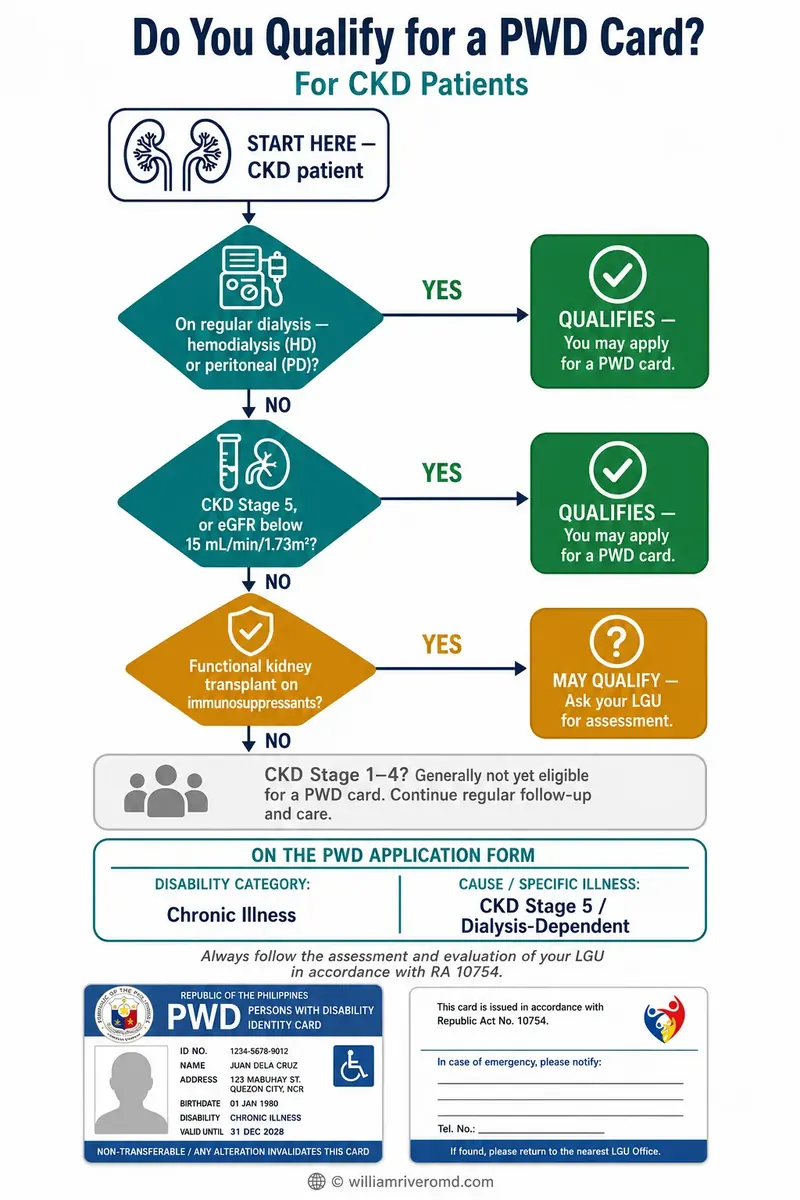 Do You Qualify for a PWD Card?
For CKD Patients
START HERE —
CKD patient
On regular dialysis —
hemodialysis (HD)
or peritoneal (PD)?
YES
QUALIFIES —
You may apply
for a PWD card.
NO
CKD Stage 5,
or eGFR below
15 mL/min/1.73m²?
YES
QUALIFIES —
You may apply
for a PWD card.
NO
Functional kidney
transplant on
immunosuppressants?
YES
MAY QUALIFY —
Ask your LGU
for assessment.
NO
CKD Stage 1–4? Generally not yet eligible
for a PWD card. Continue regular follow-up
and care.
ON THE PWD APPLICATION FORM
DISABILITY CATEGORY:
Chronic Illness
CAUSE / SPECIFIC ILLNESS:
CKD Stage 5 /
Dialysis-Dependent
Always follow the assessment and evaluation of your LGU
in accordance with RA 10754.
REPUBLIC OF THE PHILIPPINES
PWD PERSONS WITH DISABILITY
IDENTITY CARD
ID NO. 1234-5678-9012
NAME JUAN DELA CRUZ
ADDRESS 123 MABUHAY ST.
QUEZON CITY, NCR
BIRTHDATE 01 JAN 1980
DISABILITY CHRONIC ILLNESS
VALID UNTIL 31 DEC 2028
NON-TRANSFERABLE / ANY ALTERATION INVALIDATES THIS CARD
This card is issued in accordance with
Republic Act No. 10754.
In case of emergency, please notify:
Tel. No.:
If found, please return to the nearest LGU Office.
© williamriveromd.com